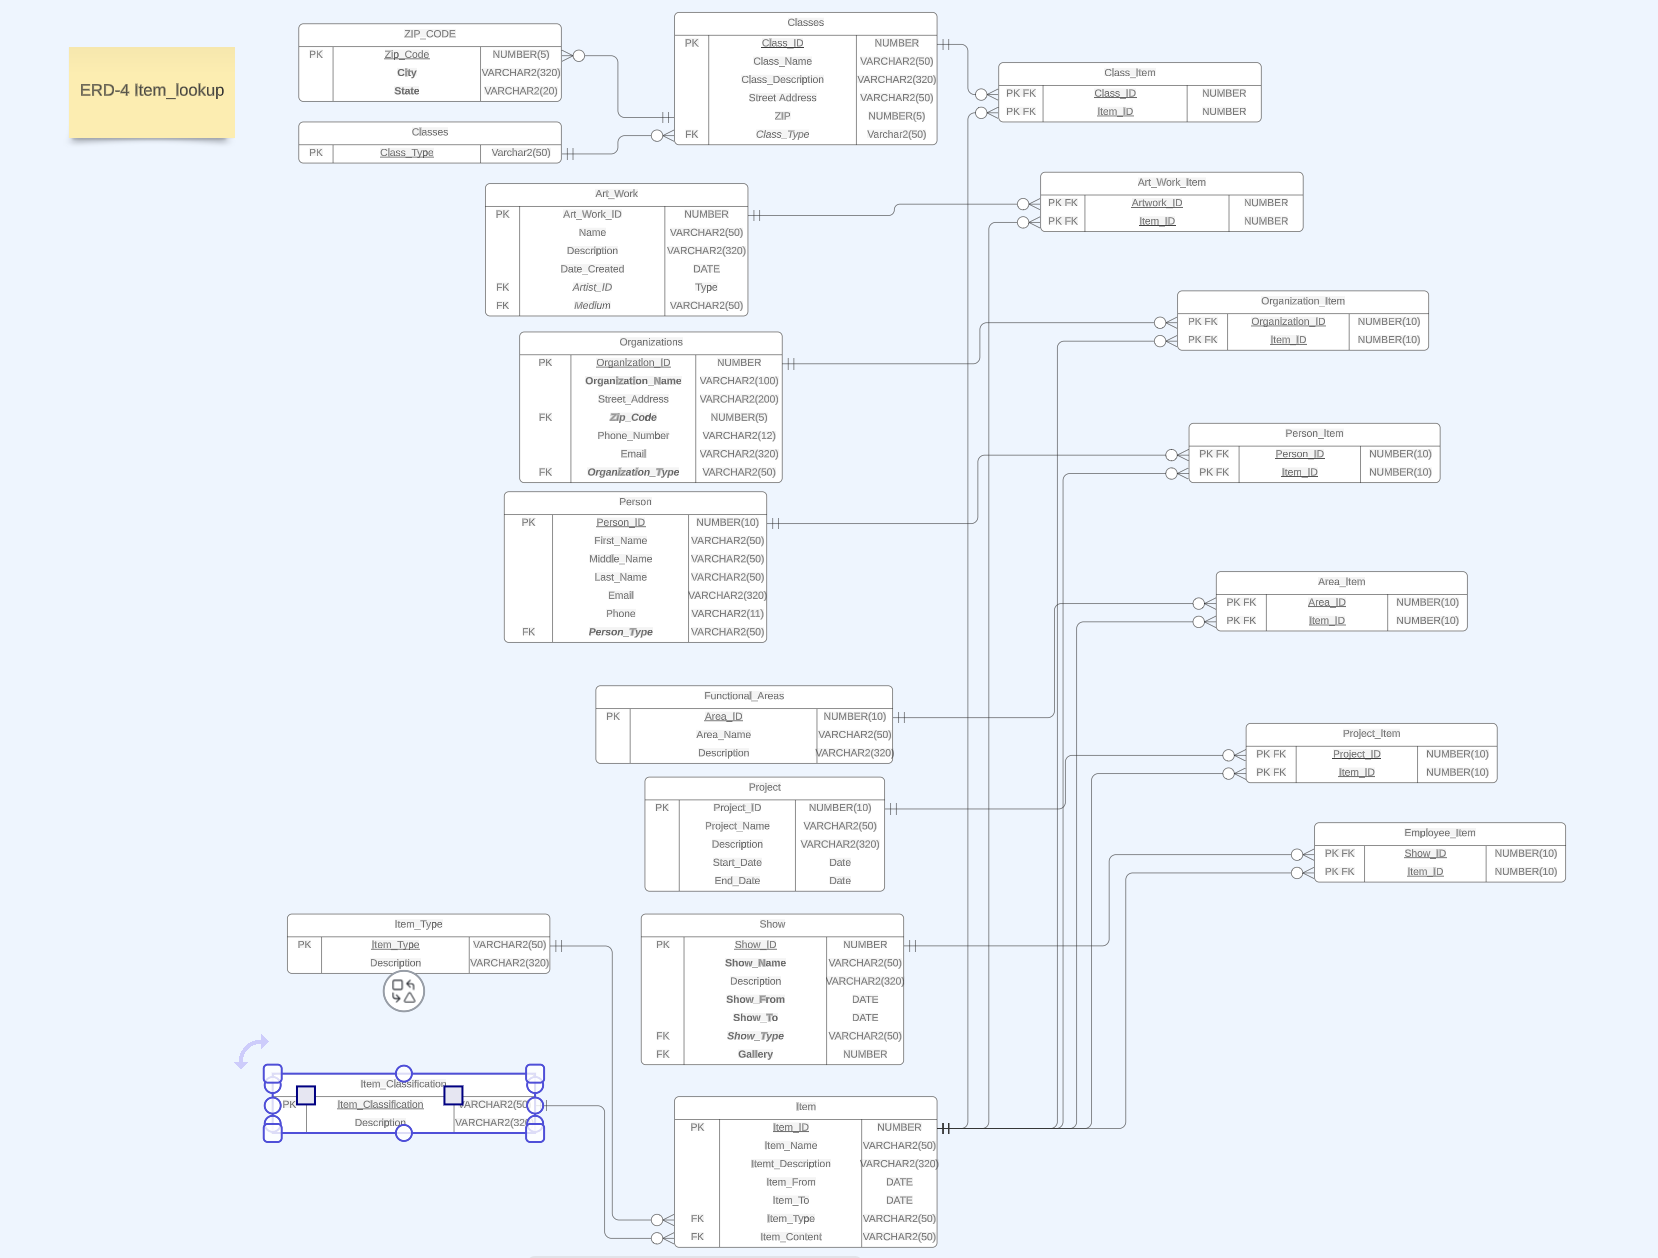 ERD-4 Item_lookup
ZIP_CODE
PK Zip_Code NUMBER(5)
City VARCHAR2(320)
State VARCHAR2(20)
Classes
PK Class_Type Varchar2(50)
Classes
PK Class_ID NUMBER
Class_Name VARCHAR2(50)
Class_Description VARCHAR2(320)
Street Address VARCHAR2(50)
ZIP NUMBER(5)
FK Class_Type Varchar2(50)
Class_Item
PK FK Class_ID NUMBER
PK FK Item_ID NUMBER
Art_Work
PK Art_Work_ID NUMBER
Name VARCHAR2(50)
Description VARCHAR2(320)
Date_Created DATE
FK Artist_ID Type
FK Medium VARCHAR2(50)
Art_Work_Item
PK FK Artwork_ID NUMBER
PK FK Item_ID NUMBER
Organization_Item
PK FK Organization_ID NUMBER(10)
PK FK Item_ID NUMBER(10)
Organizations
PK Organization_ID NUMBER
Organization_Name VARCHAR2(100)
Street_Address VARCHAR2(200)
FK Zip_Code NUMBER(5)
Phone_Number VARCHAR2(12)
Email VARCHAR2(320)
FK Organization_Type VARCHAR2(50)
Person_Item
PK FK Person_ID NUMBER(10)
PK FK Item_ID NUMBER(10)
Person
PK Person_ID NUMBER(10)
First_Name VARCHAR2(50)
Middle_Name VARCHAR2(50)
Last_Name VARCHAR2(50)
Email VARCHAR2(320)
Phone VARCHAR2(11)
FK Person_Type VARCHAR2(50)
Area_Item
PK FK Area_ID NUMBER(10)
PK FK Item_ID NUMBER(10)
Functional_Areas
PK Area_ID NUMBER(10)
Area_Name VARCHAR2(50)
Description VARCHAR2(320)
Project_Item
PK FK Project_ID NUMBER(10)
PK FK Item_ID NUMBER(10)
Project
PK Project_ID NUMBER(10)
Project_Name VARCHAR2(50)
Description VARCHAR2(320)
Start_Date Date
End_Date Date
Employee_Item
PK FK Show_ID NUMBER(10)
PK FK Item_ID NUMBER(10)
Item_Type
PK Item_Type VARCHAR2(50)
Description VARCHAR2(320)
Show
PK Show_ID NUMBER
Show_Name VARCHAR2(50)
Description VARCHAR2(320)
Show_From DATE
Show_To DATE
FK Show_Type VARCHAR2(50)
FK Gallery NUMBER
Item_Classification
PK Item_Classification VARCHAR2(50
Description VARCHAR2(320
Item
PK Item_ID NUMBER
Item_Name VARCHAR2(50)
Itemt_Description VARCHAR2(320)
Item_From DATE
Item_To DATE
FK Item_Type VARCHAR2(50)
FK Item_Content VARCHAR2(50)